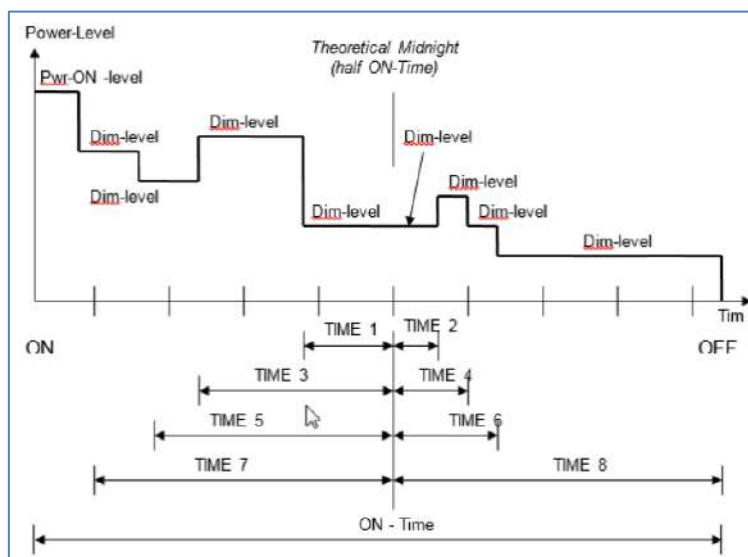 Power-Level
Theoretical Midnight
(half ON-Time)
Pwr-ON -level
Dim-level
Dim-level
Dim-level
Dim-level
Dim-level
Dim-level
Dim-level
Dim-level
Tim
ON
OFF
TIME 1
TIME 2
TIME 3
TIME 4
TIME 5
TIME 6
TIME 7
TIME 8
ON - Time